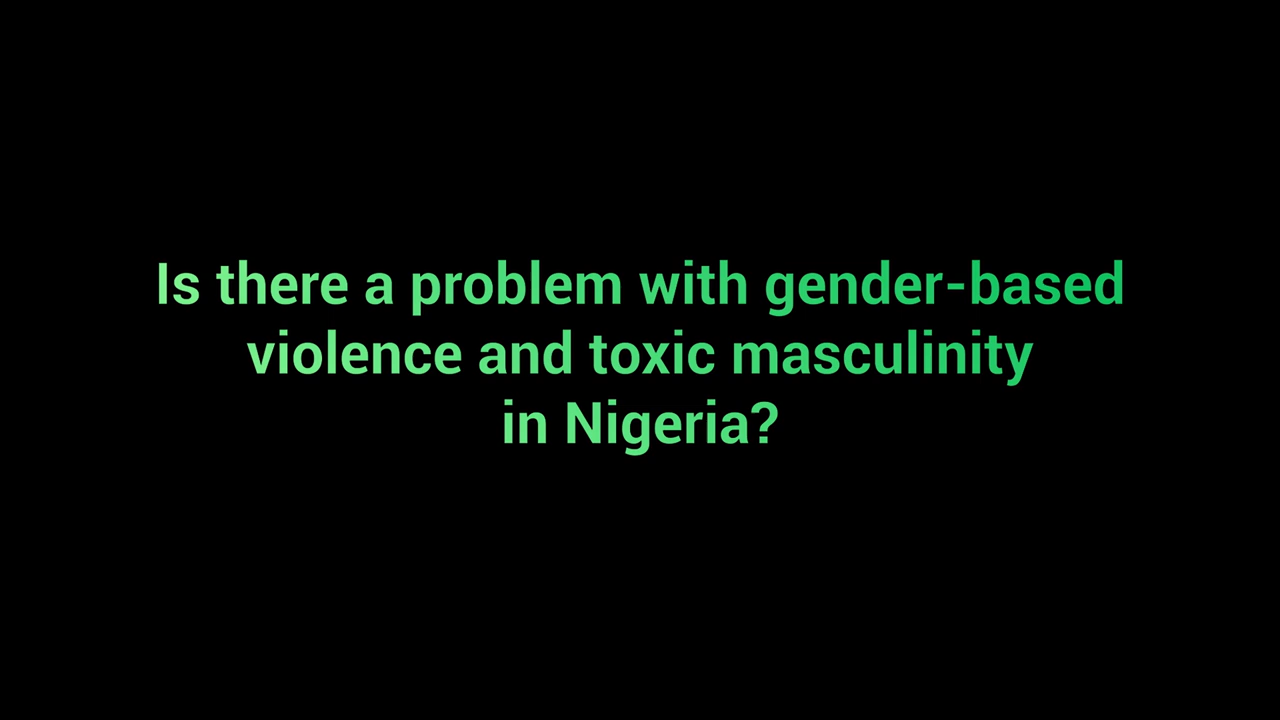 Is there a problem with gender-based
violence and toxic masculinity
in Nigeria?